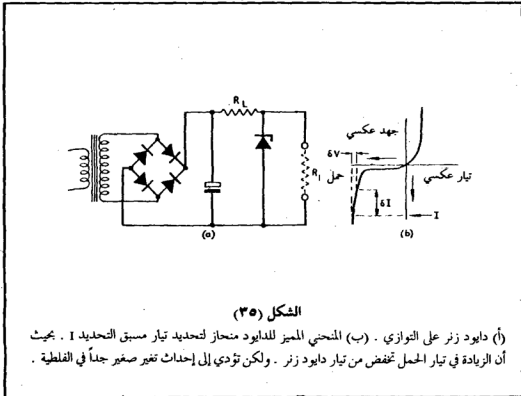 R L
جهد عكسي
δV
تيار عكسي
حمل
R I
δI
I
(a)
(b)
الشكل (٣٥)
(أ) دايود زنر على التوازي . (ب) المنحني المميز للدايود منحاز لتحديد تيار مسبق التحديد I . بحيث
أن الزيادة في تيار الحمل تخفض من تيار دايود زنر . ولكن تؤدي إلى إحداث تغير صغير جداً في الفلطية .